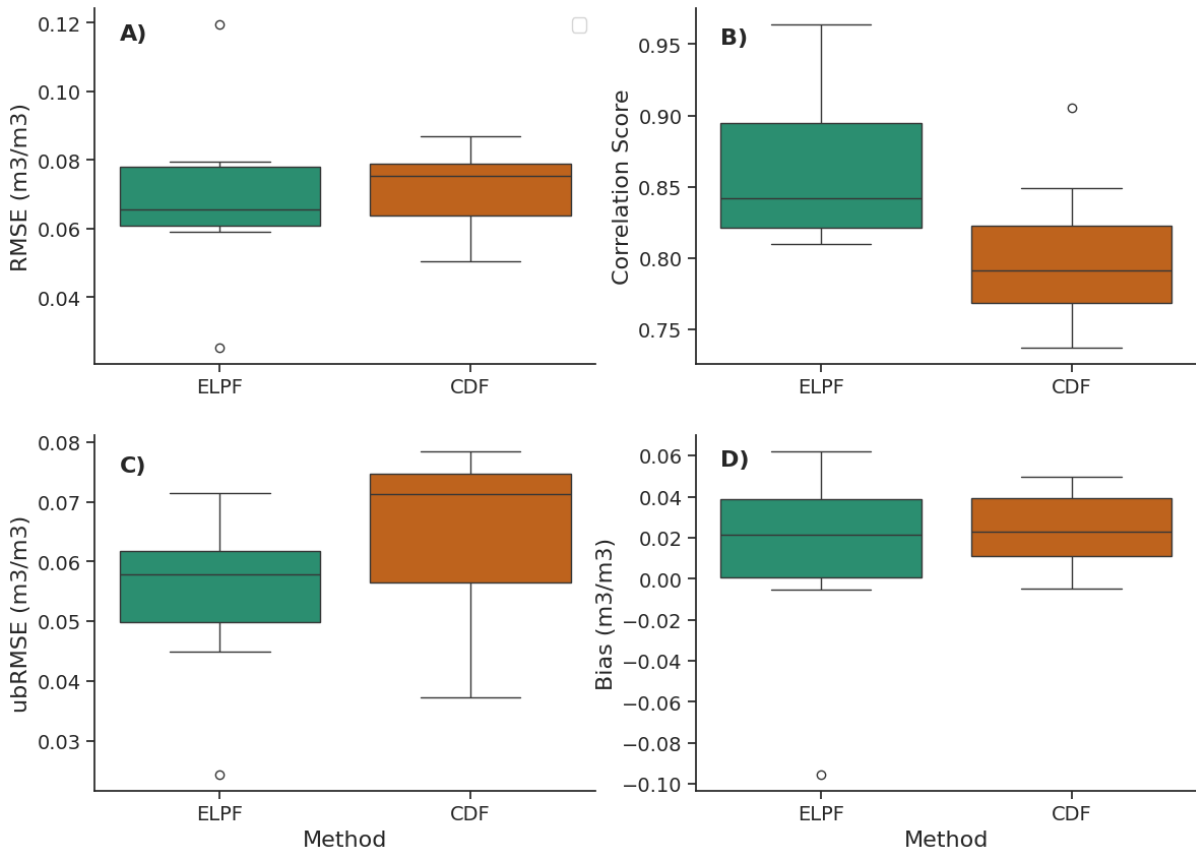 A)
RMSE (m3/m3)
0.12
0.10
0.08
0.06
0.04
ELPF
CDF
B)
Correlation Score
0.95
0.90
0.85
0.80
0.75
ELPF
CDF
C)
ubRMSE (m3/m3)
0.08
0.07
0.06
0.05
0.04
0.03
ELPF
CDF
Method
D)
Bias (m3/m3)
0.06
0.04
0.02
0.00
−0.02
−0.04
−0.06
−0.08
−0.10
ELPF
CDF
Method